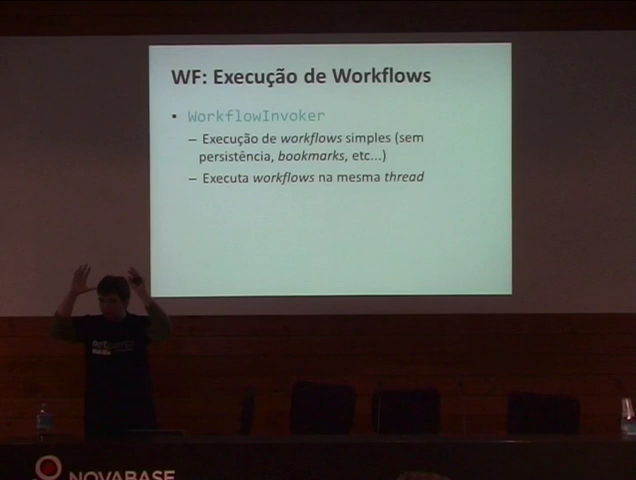 WF: Execução de Workflows
• WorkflowInvoker
– Execução de workflows simples (sem
persistência, bookmarks, etc...)
– Executa workflows na mesma thread
NOVABASE